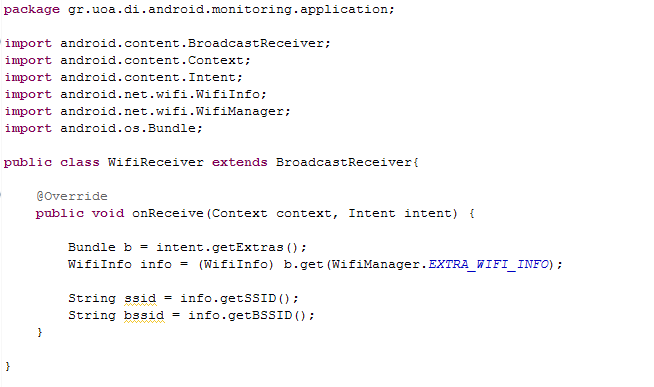 package gr.uoa.di.android.monitoring.application;
import android.content.BroadcastReceiver;
import android.content.Context;
import android.content.Intent;
import android.net.wifi.WifiInfo;
import android.net.wifi.WifiManager;
import android.os.Bundle;
public class WifiReceiver extends BroadcastReceiver{
@Override
public void onReceive(Context context, Intent intent) {
Bundle b = intent.getExtras();
WifiInfo info = (WifiInfo) b.get(WifiManager.EXTRA_WIFI_INFO);
String ssid = info.getSSID();
String bssid = info.getBSSID();
}
}